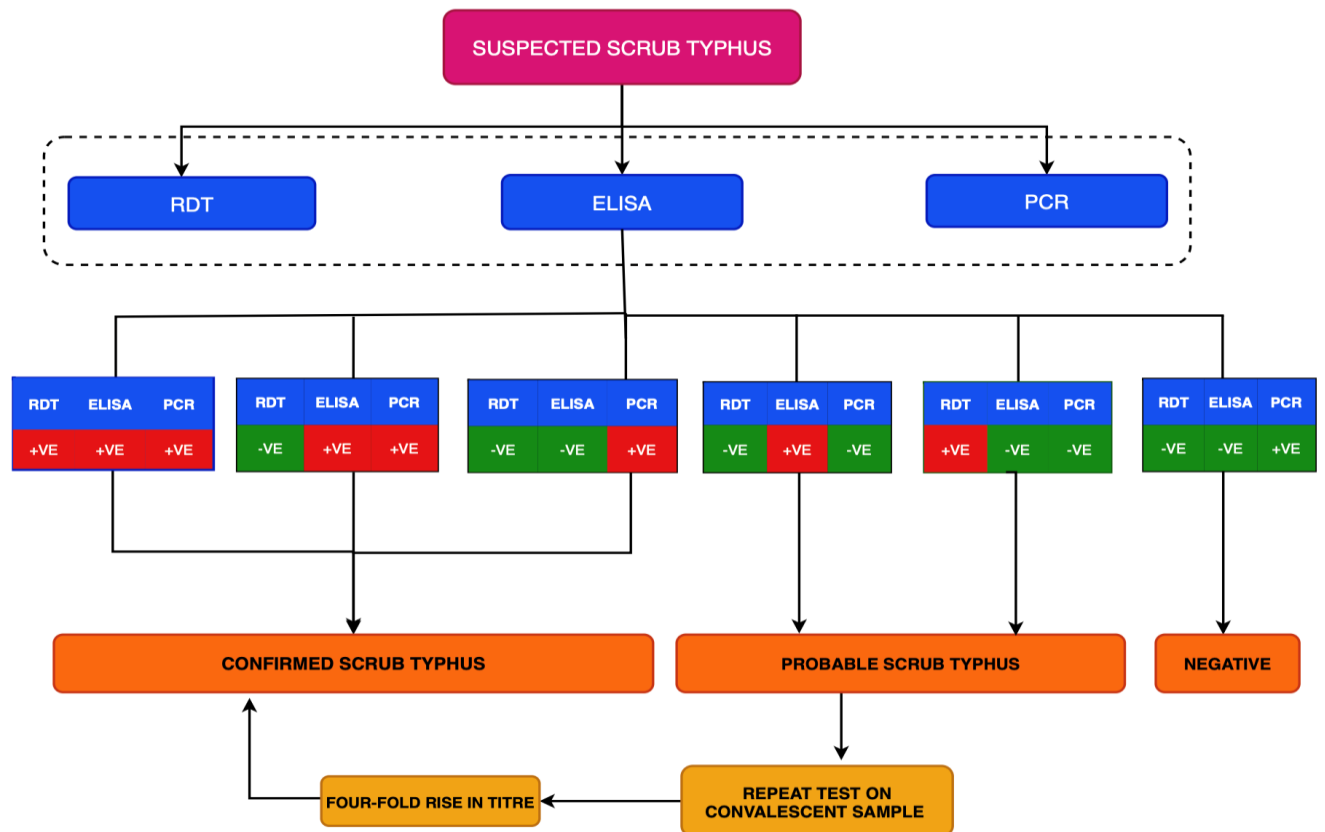 SUSPECTED SCRUB TYPHUS
RDT
ELISA
PCR
RDT ELISA PCR
+VE +VE +VE
RDT ELISA PCR
-VE +VE +VE
RDT ELISA PCR
-VE -VE +VE
RDT ELISA PCR
-VE +VE -VE
RDT ELISA PCR
+VE -VE -VE
RDT ELISA PCR
-VE -VE +VE
CONFIRMED SCRUB TYPHUS
PROBABLE SCRUB TYPHUS
NEGATIVE
FOUR-FOLD RISE IN TITRE
REPEAT TEST ON
CONVALESCENT SAMPLE